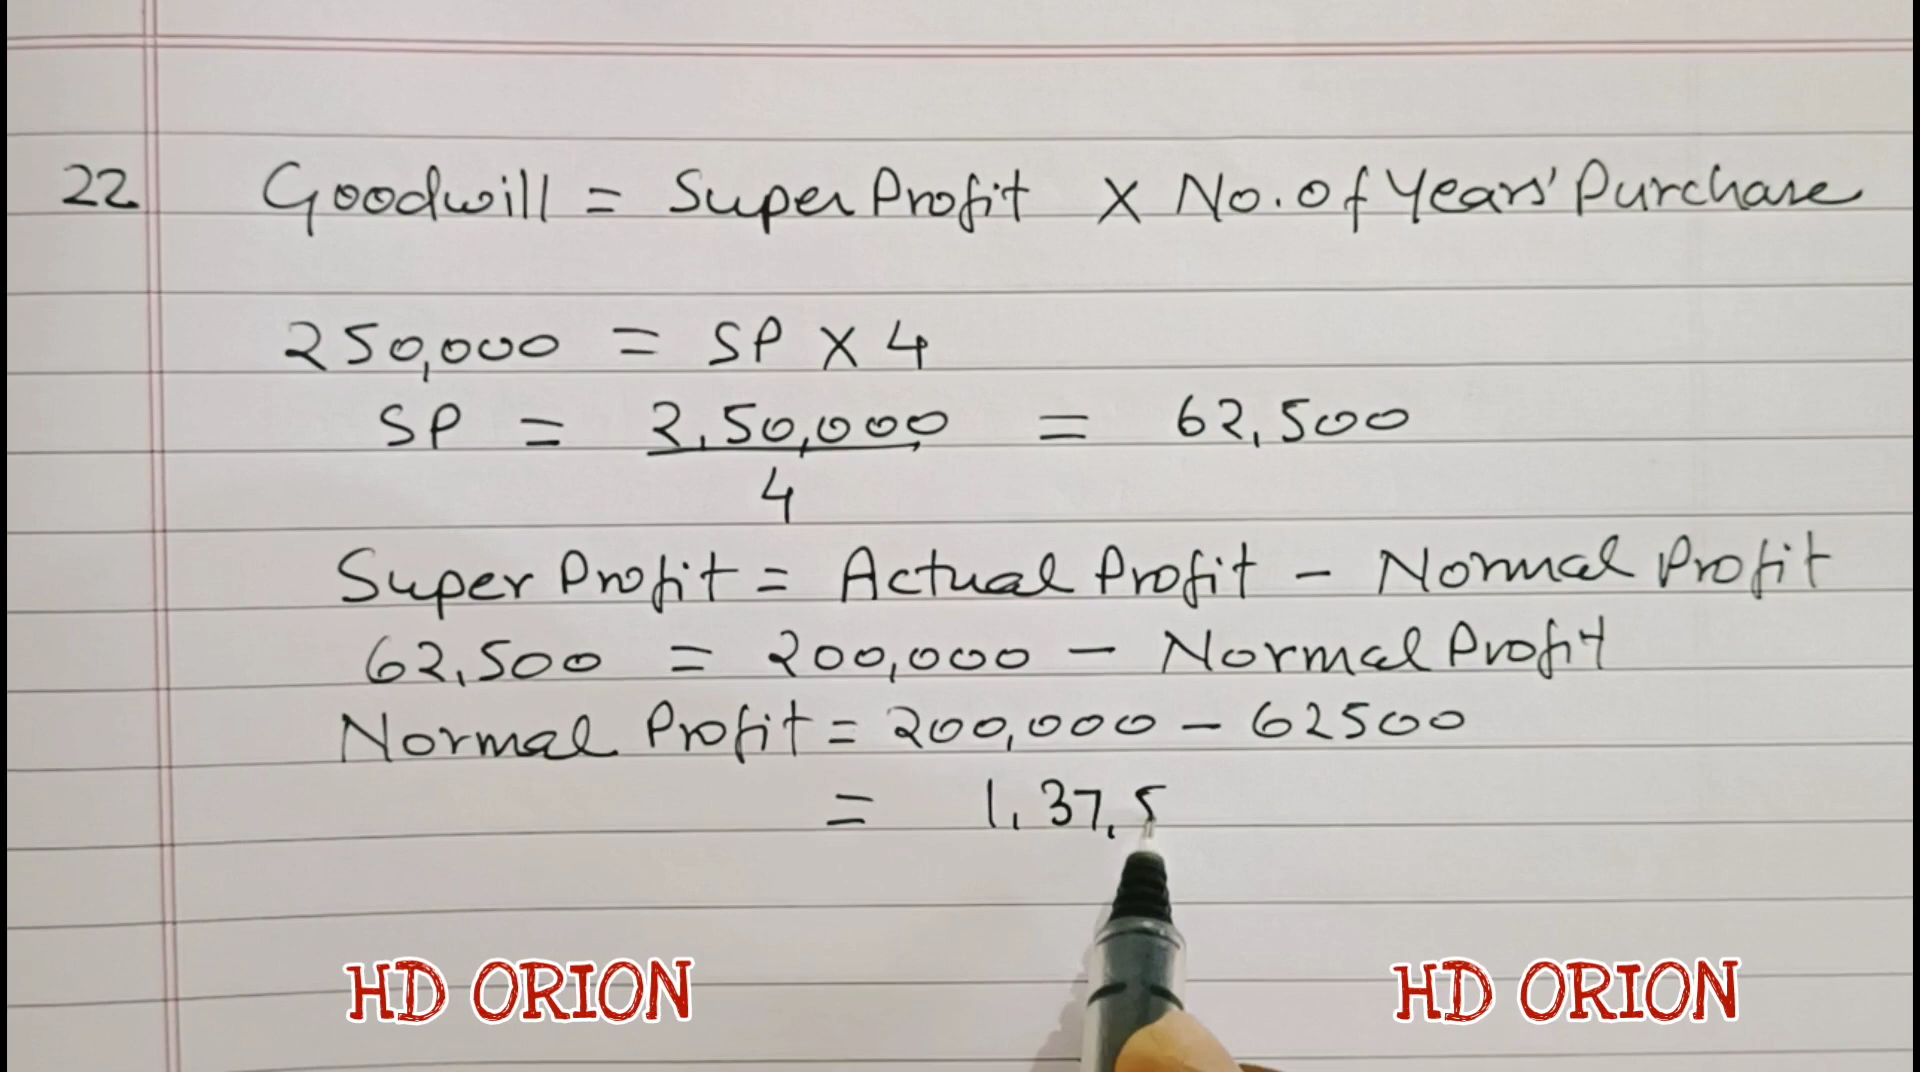 22 Goodwill = Super Profit X No. of Years' Purchase
250,000 = SP X 4
SP = 2,50,000 = 62,500
4
Super Profit = Actual Profit - Normal Profit
62,500 = 200,000 - Normal Profit
Normal Profit = 200,000 - 62500
= 1,37,5
HD ORION HD ORION